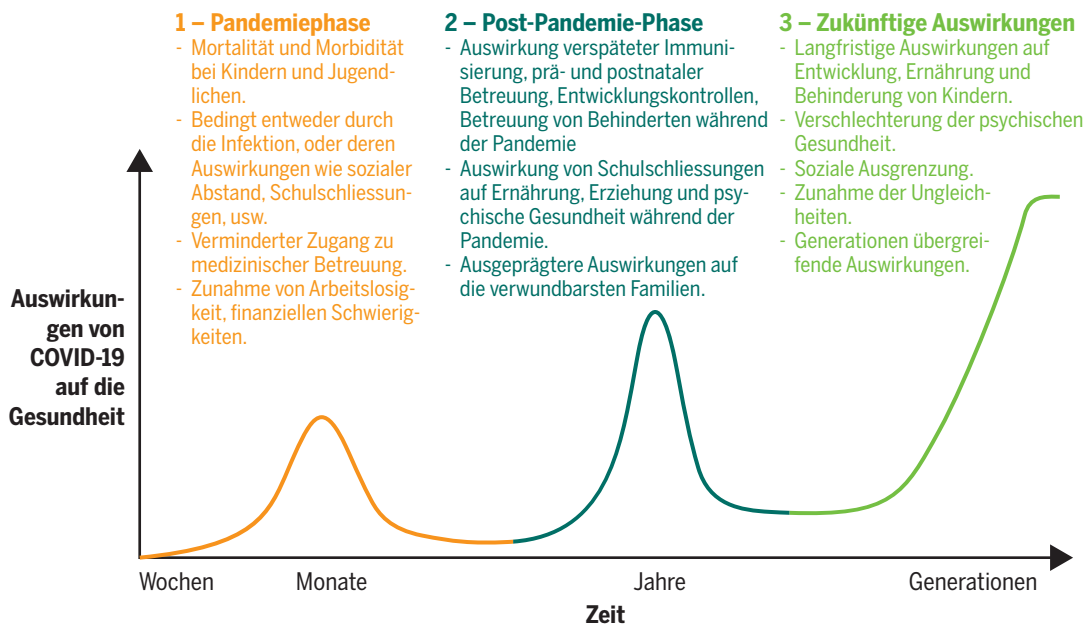 1 – Pandemiephase
- Mortalität und Morbidität
bei Kindern und Jugend-
lichen.
- Bedingt entweder durch
die Infektion, oder deren
Auswirkungen wie sozialer
Abstand, Schulschliessun-
gen, usw.
- Verminderter Zugang zu
medizinischer Betreuung.
- Zunahme von Arbeitslosig-
keit, finanziellen Schwierig-
keiten.
2 – Post-Pandemie-Phase
- Auswirkung verspäteter Immuni-
sierung, prä- und postnataler
Betreuung, Entwicklungskontrollen,
Betreuung von Behinderten während
der Pandemie
- Auswirkung von Schulschliessungen
auf Ernährung, Erziehung und psy-
chische Gesundheit während der
Pandemie.
- Ausgeprägtere Auswirkungen auf
die verwundbarsten Familien.
3 – Zukünftige Auswirkungen
- Langfristige Auswirkungen auf
Entwicklung, Ernährung und
Behinderung von Kindern.
- Verschlechterung der psychischen
Gesundheit.
- Soziale Ausgrenzung.
- Zunahme der Ungleich-
heiten.
- Generationen übergrei-
fende Auswirkungen.
Auswirkun-
gen von
COVID-19
auf die
Gesundheit
Wochen
Monate
Jahre
Generationen
Zeit